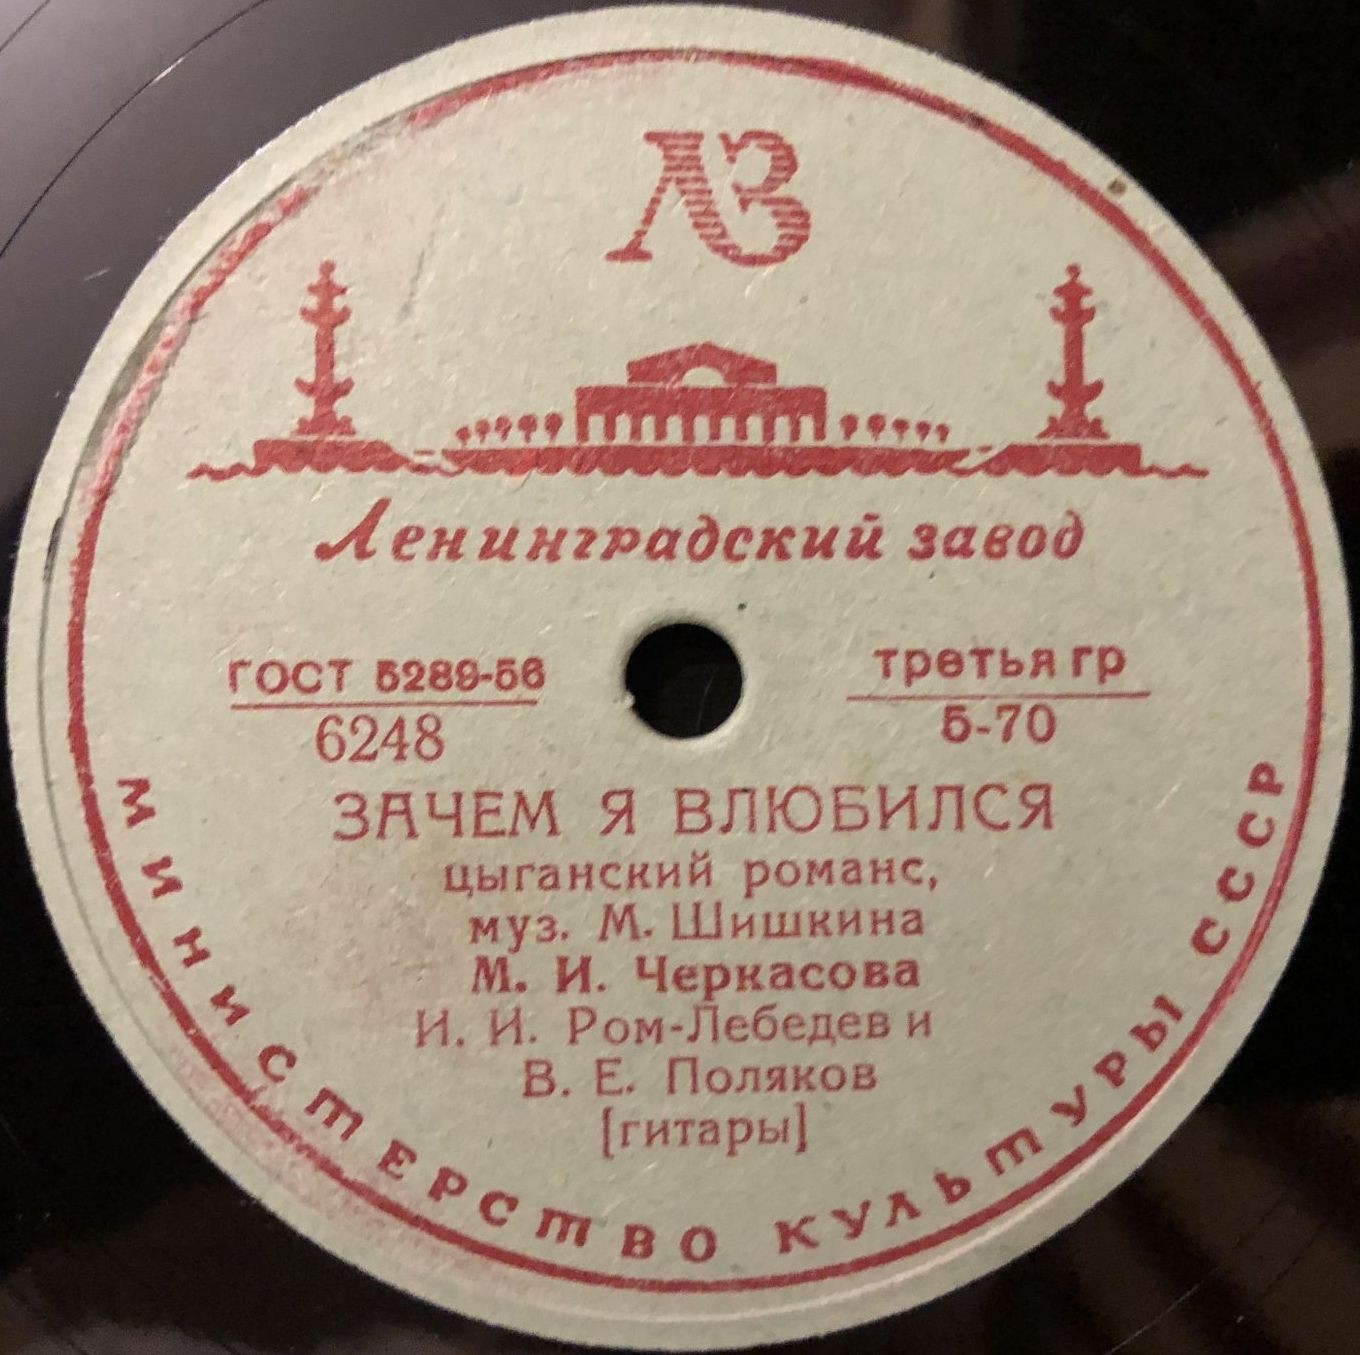 ЛЗ
Ленинградский завод
ГОСТ 5289-56
6248
третья гр
5-70
ЗАЧЕМ Я ВЛЮБИЛСЯ
цыганский романс,
муз. М. Шишкина
М. И. Черкасова
И. И. Ром-Лебедев и
В. Е. Поляков
[гитары]
МИНИСТЕРСТВО КУЛЬТУРЫ СССР